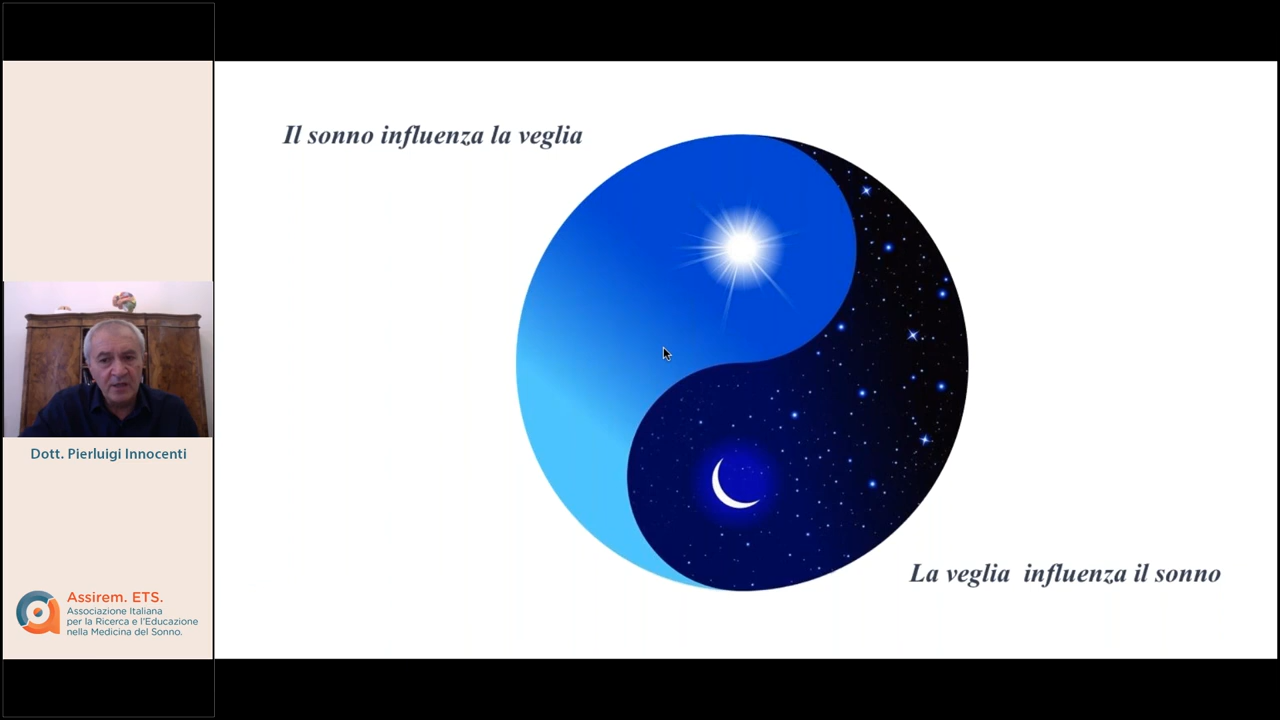 Il sonno influenza la veglia
Dott. Pierluigi Innocenti
La veglia influenza il sonno
Assirem. ETS.
Associazione Italiana
per la Ricerca e l'Educazione
nella Medicina del Sonno.